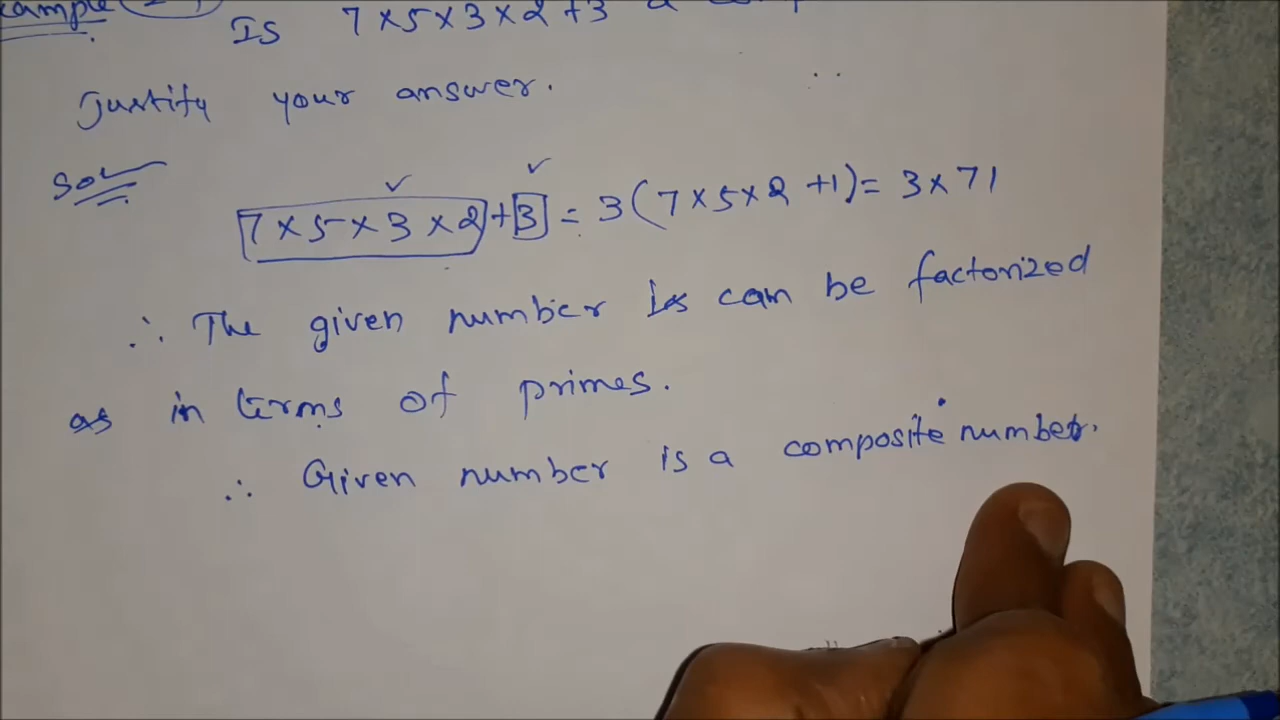 Is 7×5×3×2+3 a
Justify your answer.
Sol
7×5×3×2+3 = 3(7×5×2+1)= 3×71
∴ The given number is can be factorized
as in terms of primes.
∴ Given number is a composite number.